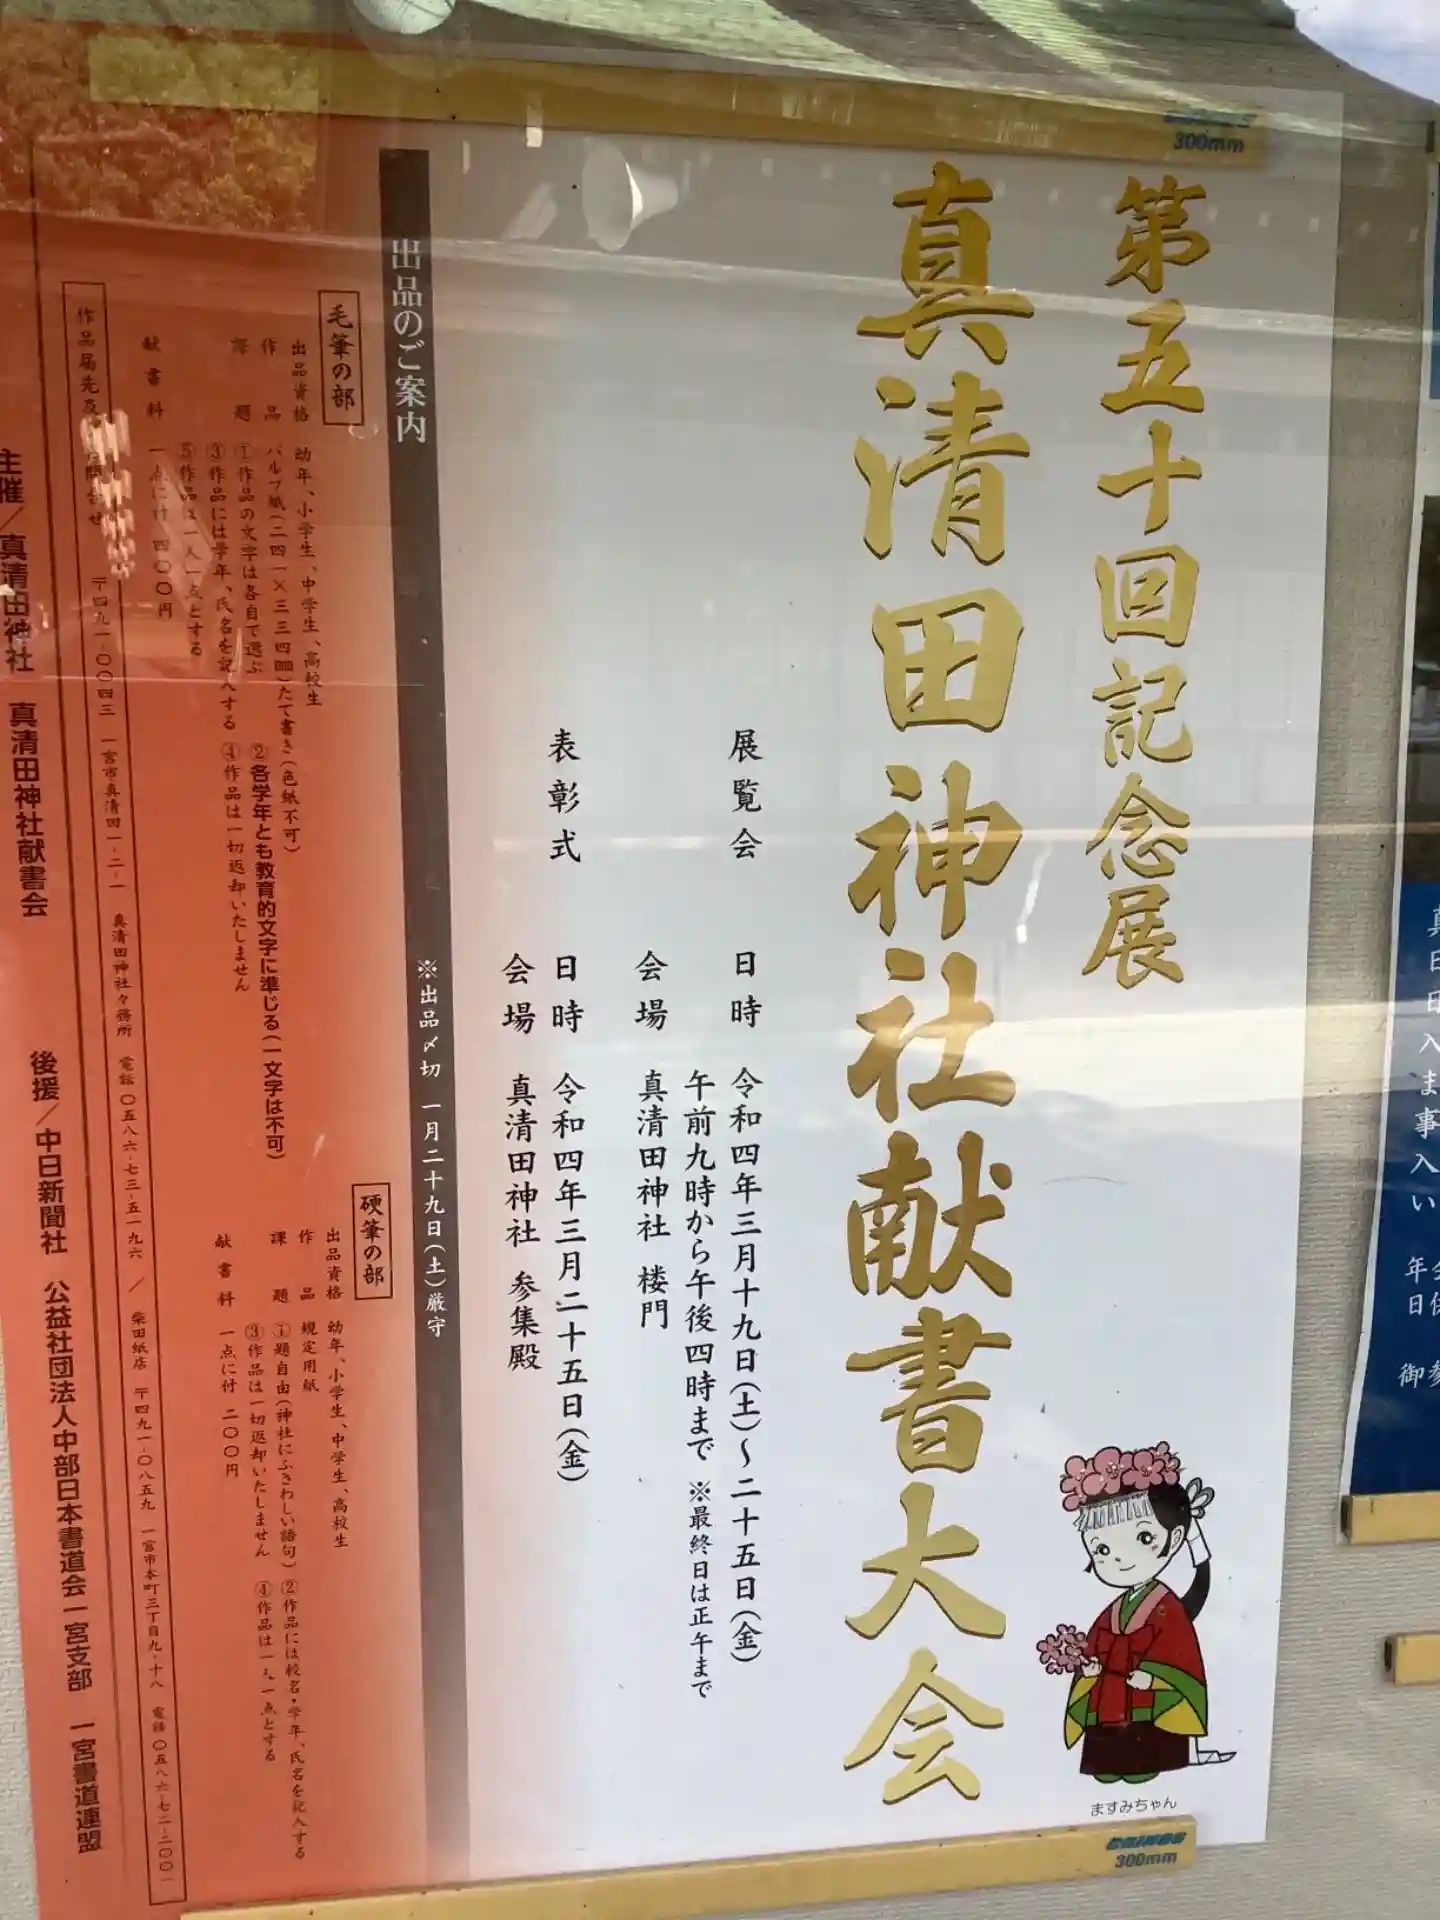 第五十回記念展
真清田神社献書大会
展覧会　日時　令和四年三月十九日(土)～二十五日(金)
午前九時から午後四時まで ※最終日は正午まで
会場　真清田神社 楼門
表彰式　日時　令和四年三月二十五日(金)
会場　真清田神社 参集殿
ますみちゃん
300mm
300mm
出品のご案内　※出品〆切 一月二十九日(土)厳守
毛筆の部
出品資格　幼年、小学生、中学生、高校生
作品　パルプ紙(二四一×三三四㎜)たて書き(色紙不可)
課題　①作品の文字は各自で選ぶ ②各学年とも教育的文字に準じる(一文字は不可)
③作品には学年、氏名を記入する ④作品は一切返却いたしません
⑤作品は一人一点とする
献書料　一点に付 四〇〇円
硬筆の部
出品資格　幼年、小学生、中学生、高校生
作品　規定用紙
課題　①題自由(神社にふさわしい語句) ②作品には校名・学年、氏名を記入する
③作品は一切返却いたしません ④作品は一人一点とする
献書料　一点に付 二〇〇円
作品届先及 問合せ
〒四九一-〇〇四三 一宮市真清田一-二-一 真清田神社々務所 電話〇五八六-七三-五一九六 / 柴田紙店 〒四九一-〇八五九 一宮市本町三丁目九-十八 電話〇五八六-七二-二〇〇一
主催/真清田神社　真清田神社献書会　後援/中日新聞社　公益社団法人中部日本書道会一宮支部　一宮書道連盟